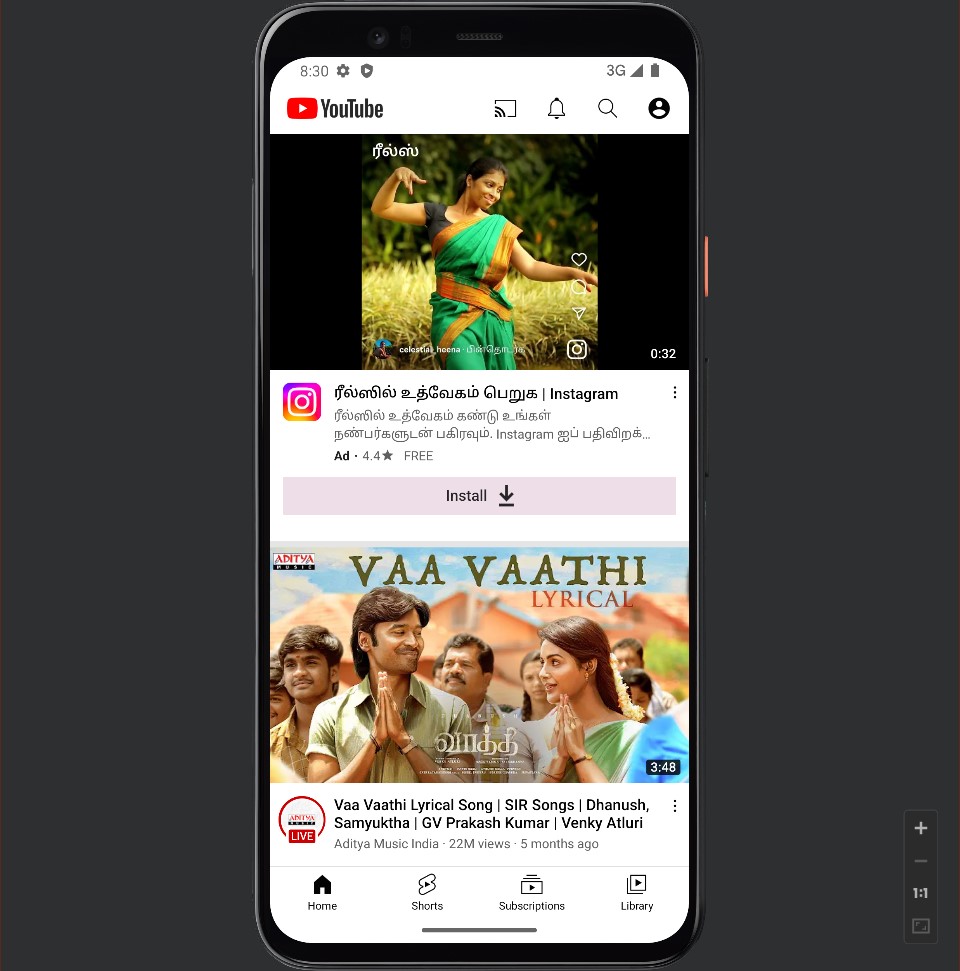 8:30
3G
YouTube
ரீல்ஸ்
celestial_heena · பின்தொடர்க
0:32
ரீல்ஸில் உத்வேகம் பெறுக | Instagram
ரீல்ஸில் உத்வேகம் கண்டு உங்கள்
நண்பர்களுடன் பகிரவும். Instagram ஐப் பதிவிறக்...
Ad · 4.4★ FREE
Install
ADITYA
MUSIC
VAA VAATHI
LYRICAL
வாத்தி
3:48
Vaa Vaathi Lyrical Song | SIR Songs | Dhanush,
Samyuktha | GV Prakash Kumar | Venky Atluri
ADITYA
MUSIC
LIVE
Aditya Music India · 22M views · 5 months ago
Home
Shorts
Subscriptions
Library
1:1